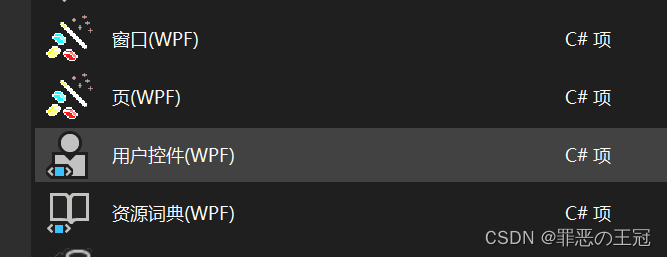 窗口(WPF) C# 项
页(WPF) C# 项
用户控件(WPF) C# 项
资源词典(WPF) C# 项
CSDN @罪恶の王冠